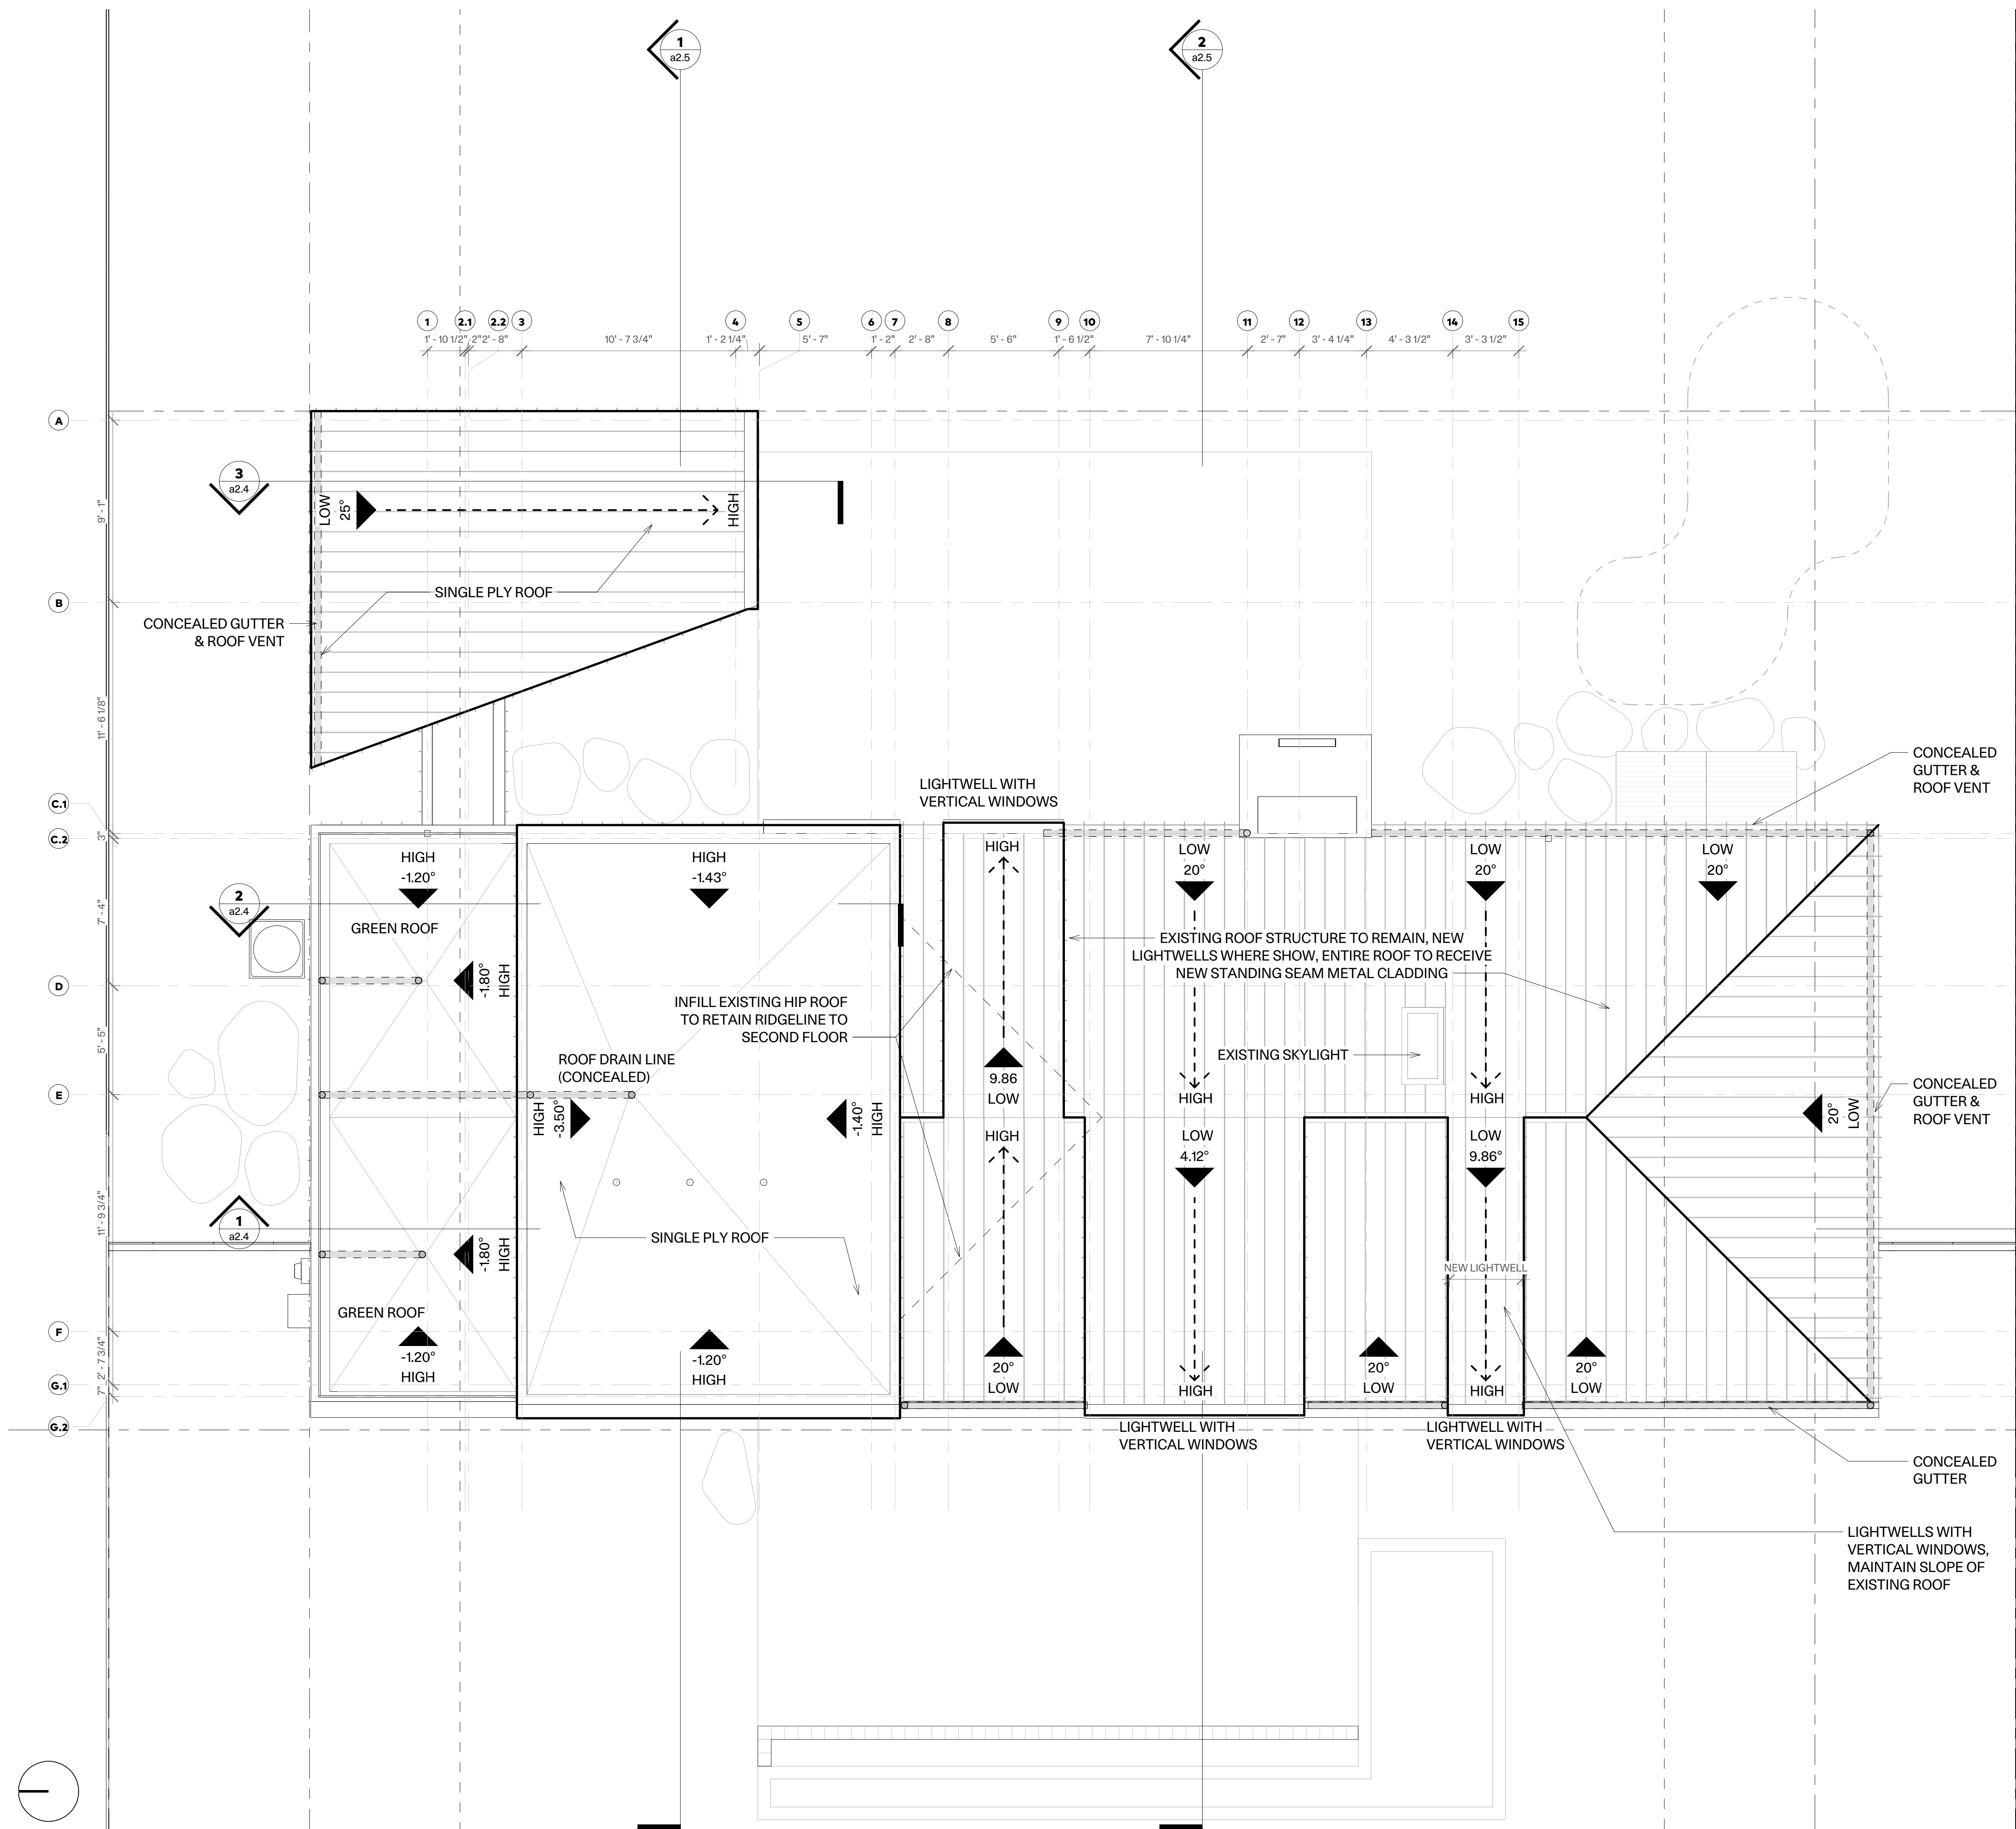 1
a2.5
2
a2.5
1
2.1
2.2
3
4
5
6
7
8
9
10
11
12
13
14
15
1' - 10 1/2"
2"
2' - 8"
10' - 7 3/4"
1' - 2 1/4"
5' - 7"
1' - 2"
2' - 8"
5' - 6"
1' - 6 1/2"
7' - 10 1/4"
2' - 7"
3' - 4 1/4"
4' - 3 1/2"
3' - 3 1/2"
A
B
C.1
C.2
D
E
F
G.1
G.2
9' - 1"
11' - 6 1/8"
3"
7' - 4"
5' - 5"
11' - 9 3/4"
2' - 7 3/4"
7"
3
a2.4
LOW
25°
HIGH
SINGLE PLY ROOF
CONCEALED GUTTER
& ROOF VENT
LIGHTWELL WITH
VERTICAL WINDOWS
CONCEALED
GUTTER &
ROOF VENT
HIGH
-1.20°
GREEN ROOF
HIGH
-1.43°
HIGH
LOW
20°
LOW
20°
LOW
20°
2
a2.4
-1.80°
HIGH
EXISTING ROOF STRUCTURE TO REMAIN, NEW
LIGHTWELLS WHERE SHOW, ENTIRE ROOF TO RECEIVE
NEW STANDING SEAM METAL CLADDING
INFILL EXISTING HIP ROOF
TO RETAIN RIDGELINE TO
SECOND FLOOR
ROOF DRAIN LINE
(CONCEALED)
EXISTING SKYLIGHT
9.86
LOW
HIGH
HIGH
HIGH
-3.50°
-1.40°
HIGH
20°
LOW
CONCEALED
GUTTER &
ROOF VENT
HIGH
LOW
4.12°
LOW
9.86°
1
a2.4
-1.80°
HIGH
SINGLE PLY ROOF
NEW LIGHTWELL
GREEN ROOF
-1.20°
HIGH
-1.20°
HIGH
20°
LOW
HIGH
20°
LOW
HIGH
20°
LOW
LIGHTWELL WITH
VERTICAL WINDOWS
LIGHTWELL WITH
VERTICAL WINDOWS
CONCEALED
GUTTER
LIGHTWELLS WITH
VERTICAL WINDOWS,
MAINTAIN SLOPE OF
EXISTING ROOF